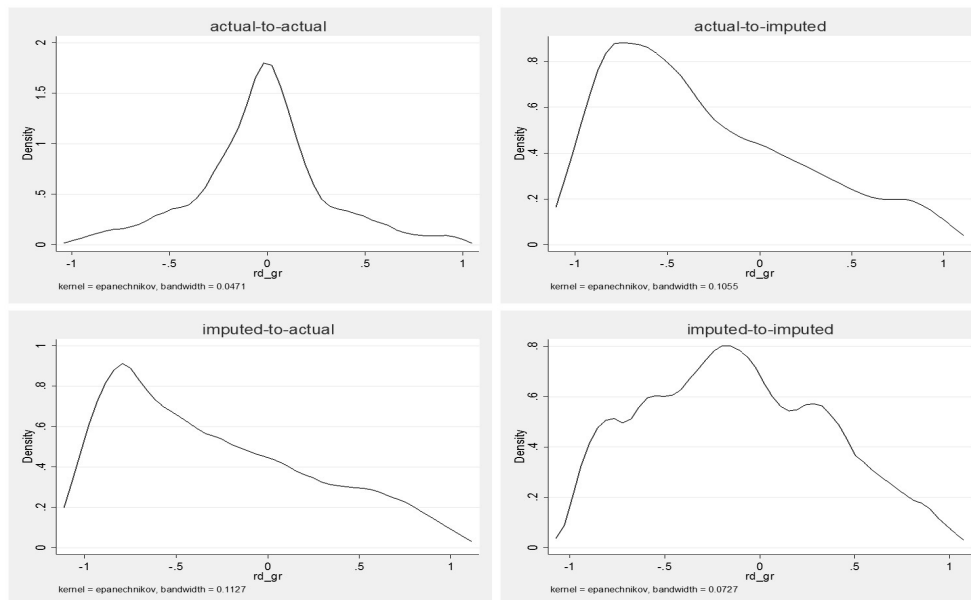 actual-to-actual
Density
0 .5 1 1.5 2
-1 -.5 0 .5 1
rd_gr
kernel = epanechnikov, bandwidth = 0.0471
actual-to-imputed
Density
0 .2 .4 .6 .8
-1 -.5 0 .5 1
rd_gr
kernel = epanechnikov, bandwidth = 0.1055
imputed-to-actual
Density
0 .2 .4 .6 .8 1
-1 -.5 0 .5 1
rd_gr
kernel = epanechnikov, bandwidth = 0.1127
imputed-to-imputed
Density
0 .2 .4 .6 .8
-1 -.5 0 .5 1
rd_gr
kernel = epanechnikov, bandwidth = 0.0727